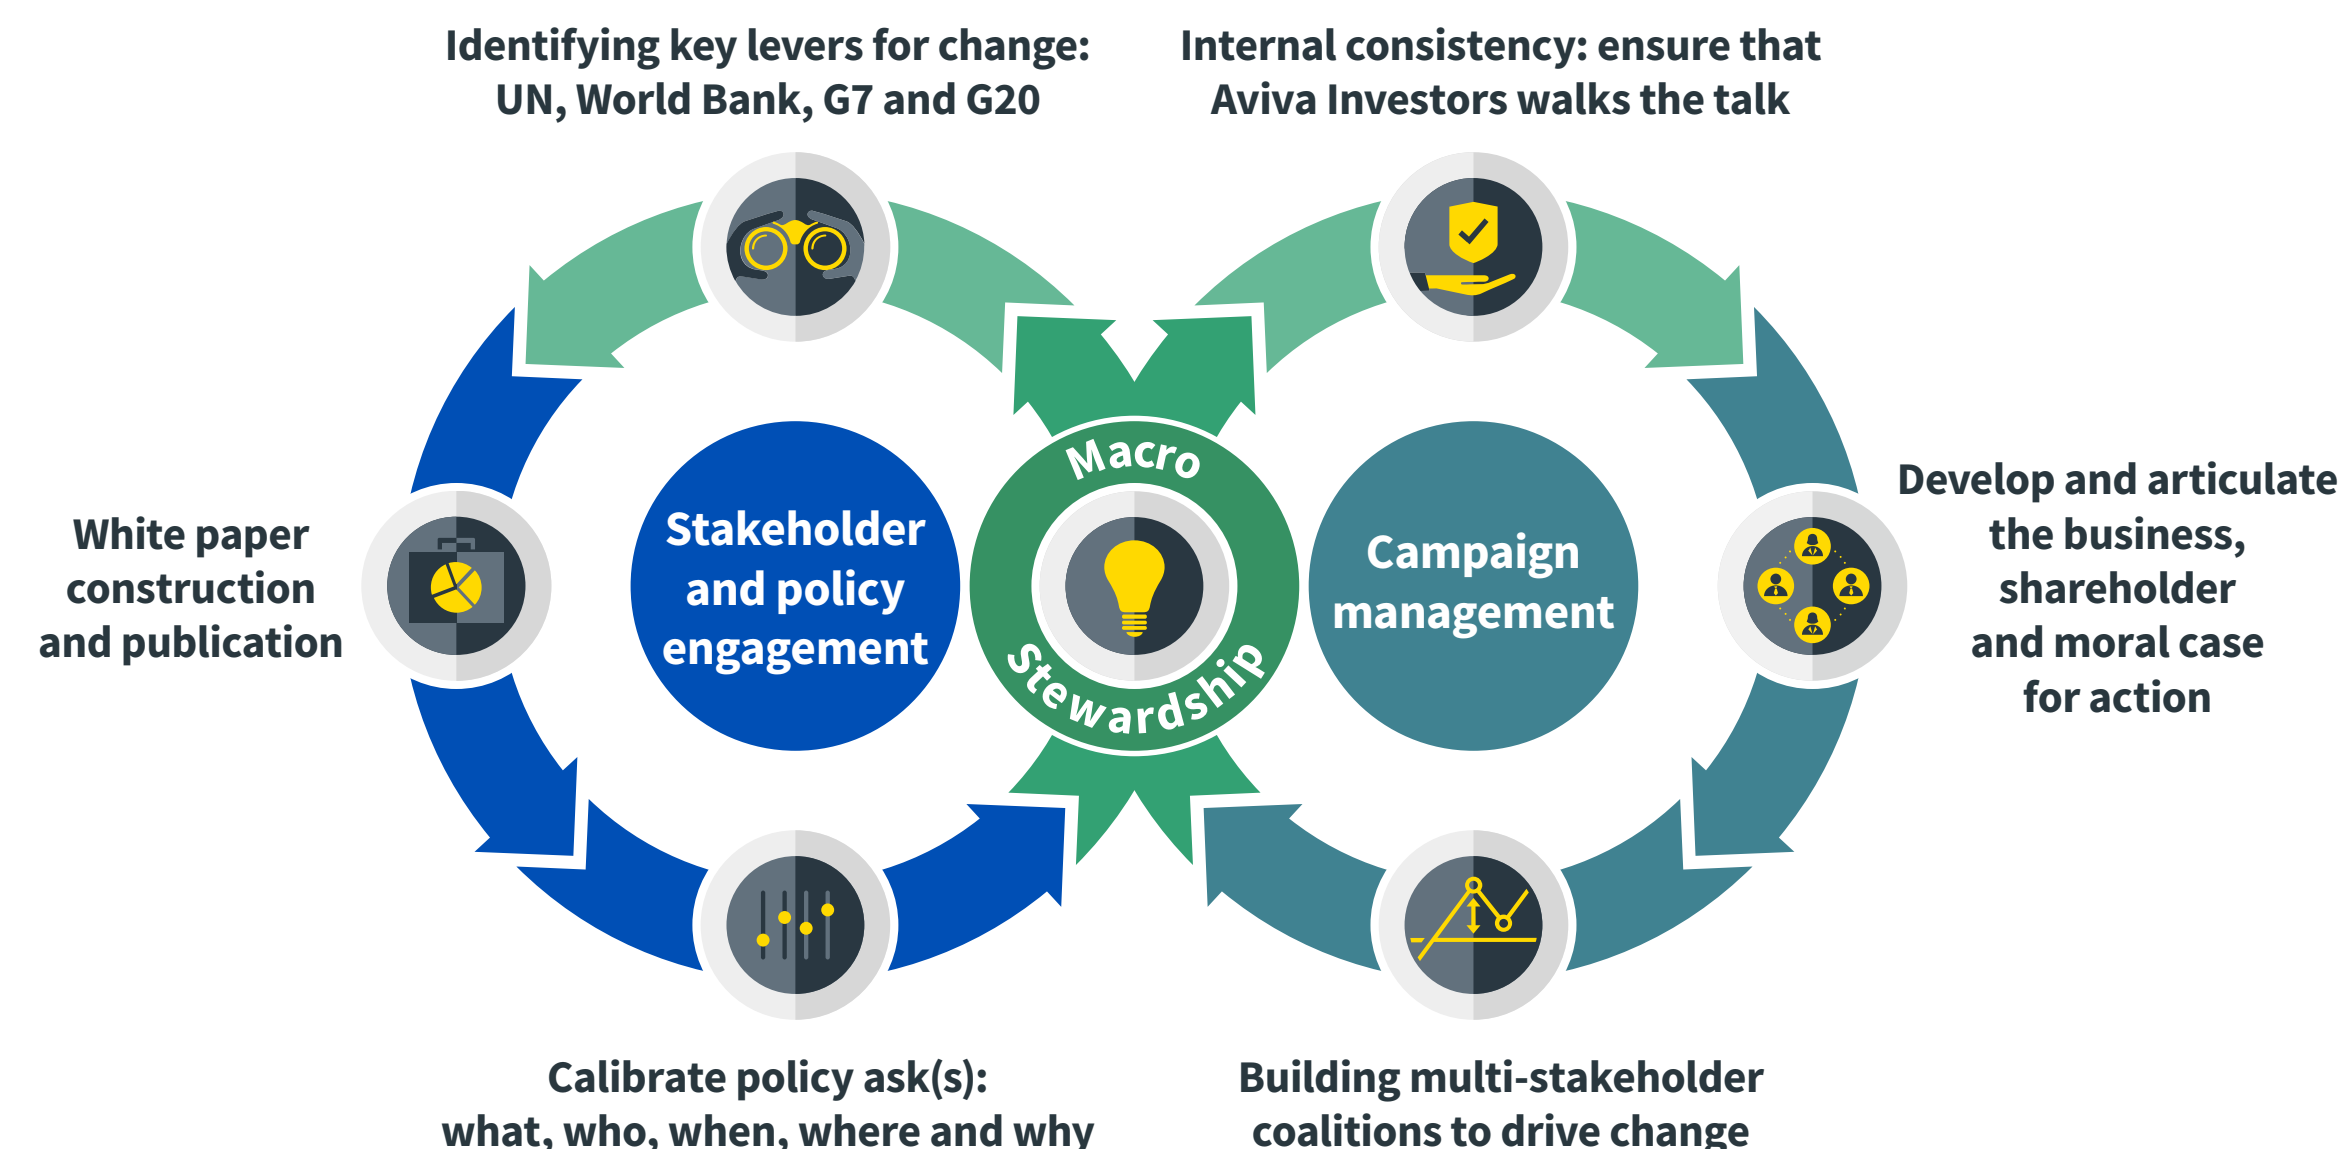 Identifying key levers for change:
UN, World Bank, G7 and G20
Internal consistency: ensure that
Aviva Investors walks the talk
White paper
construction
and publication
Stakeholder
and policy
engagement
Macro
Stewardship
Campaign
management
Develop and articulate
the business,
shareholder
and moral case
for action
Calibrate policy ask(s):
what, who, when, where and why
Building multi-stakeholder
coalitions to drive change